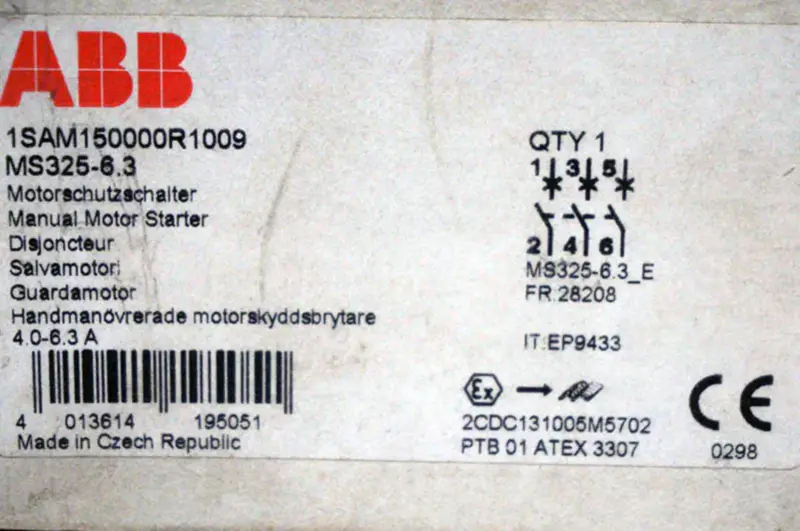 ABB
1SAM150000R1009
MS325-6.3
Motorschutzschalter
Manual Motor Starter
Disjoncteur
Salvamotori
Guardamotor
Handmanövrerade motorskyddsbrytare
4.0-6.3 A
4 013614 195051
Made in Czech Republic
QTY 1
1 3 5
2 4 6
MS325-6.3_E
FR.28208
IT:EP9433
Ex
2CDC131005M5702
PTB 01 ATEX 3307
CE
0298